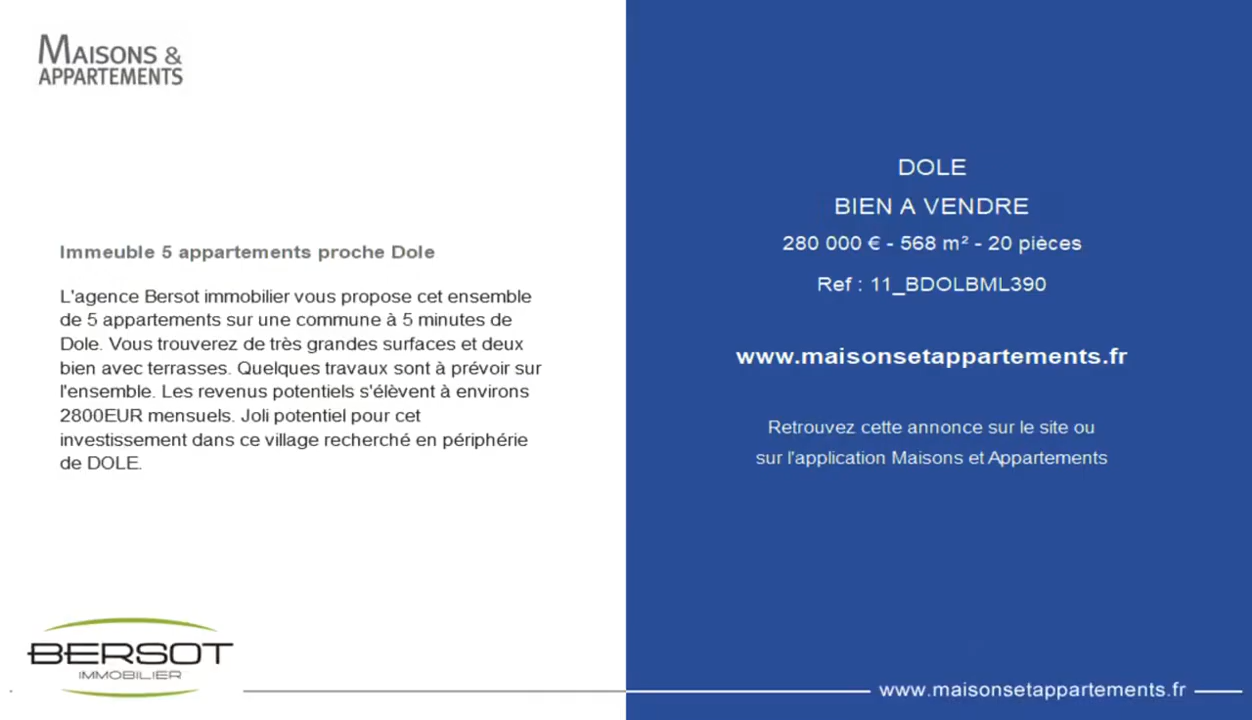 MAISONS &
APPARTEMENTS
Immeuble 5 appartements proche Dole
L'agence Bersot immobilier vous propose cet ensemble
de 5 appartements sur une commune à 5 minutes de
Dole. Vous trouverez de très grandes surfaces et deux
bien avec terrasses. Quelques travaux sont à prévoir sur
l'ensemble. Les revenus potentiels s'élèvent à environs
2800EUR mensuels. Joli potentiel pour cet
investissement dans ce village recherché en périphérie
de DOLE.
BERSOT
IMMOBILIER
DOLE
BIEN A VENDRE
280 000 € - 568 m² - 20 pièces
Ref : 11_BDOLBML390
www.maisonsetappartements.fr
Retrouvez cette annonce sur le site ou
sur l'application Maisons et Appartements
www.maisonsetappartements.fr